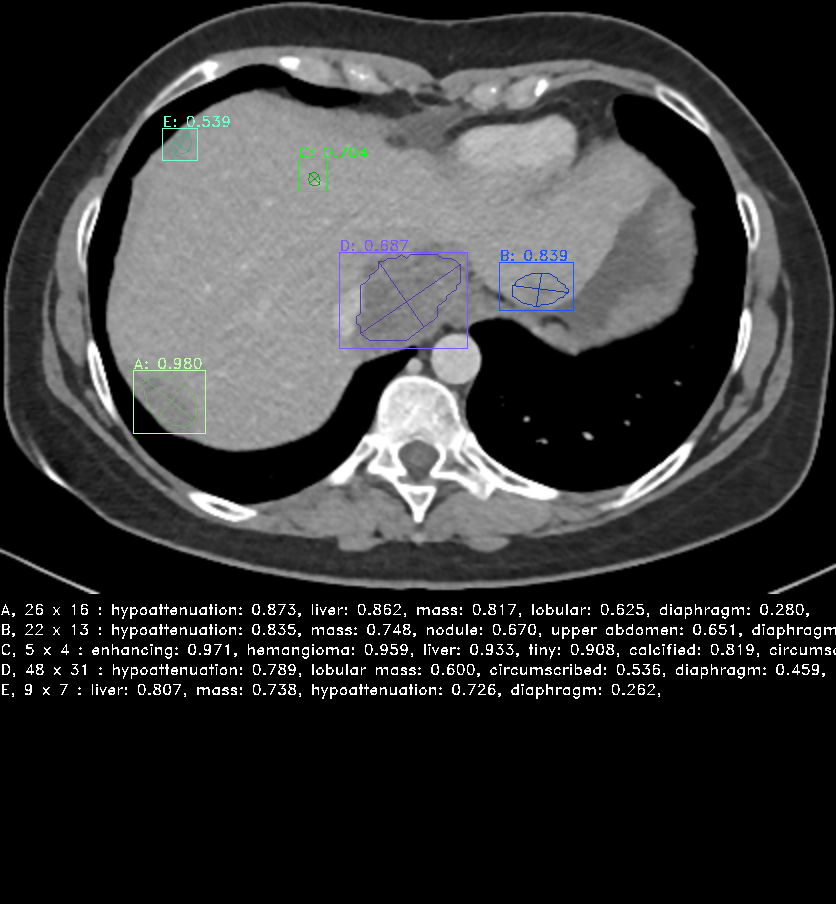 E: 0.539
C: 0.704
D: 0.687
B: 0.839
A: 0.980
A, 26 x 16 : hypoattenuation: 0.873, liver: 0.862, mass: 0.817, lobular: 0.625, diaphragm: 0.280,
B, 22 x 13 : hypoattenuation: 0.835, mass: 0.748, nodule: 0.670, upper abdomen: 0.651, diaphragm
C, 5 x 4 : enhancing: 0.971, hemangioma: 0.959, liver: 0.933, tiny: 0.908, calcified: 0.819, circumsc
D, 48 x 31 : hypoattenuation: 0.789, lobular mass: 0.600, circumscribed: 0.536, diaphragm: 0.459,
E, 9 x 7 : liver: 0.807, mass: 0.738, hypoattenuation: 0.726, diaphragm: 0.262,